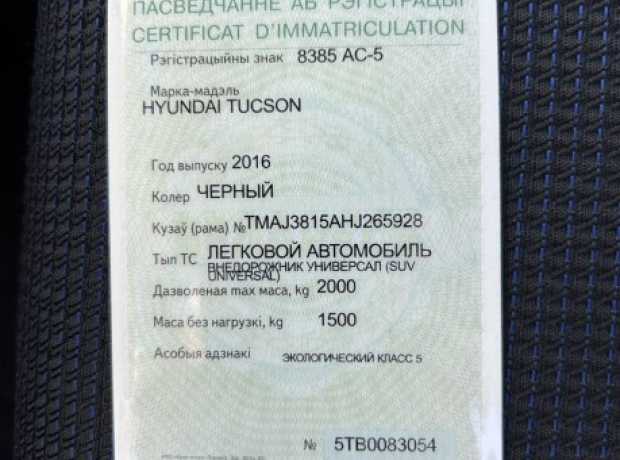 ПАСВЕДЧАННЕ АБ РЭГІСТРАЦЫІ
CERTIFICAT D'IMMATRICULATION
Рэгістрацыйны знак 8385 AC-5
Марка-мадэль
HYUNDAI TUCSON
Год выпуску 2016
Колер ЧЕРНЫЙ
Кузаў (рама) № TMAJ3815AHJ265928
Тып ТС ЛЕГКОВОЙ АВТОМОБИЛЬ
ВНЕДОРОЖНИК УНИВЕРСАЛ (SUV
UNIVERSAL)
Дазволеная max маса, kg 2000
Маса без нагрузкі, kg 1500
Асобыя адзнакі ЭКОЛОГИЧЕСКИЙ КЛАСС 5
№ 5TB0083054